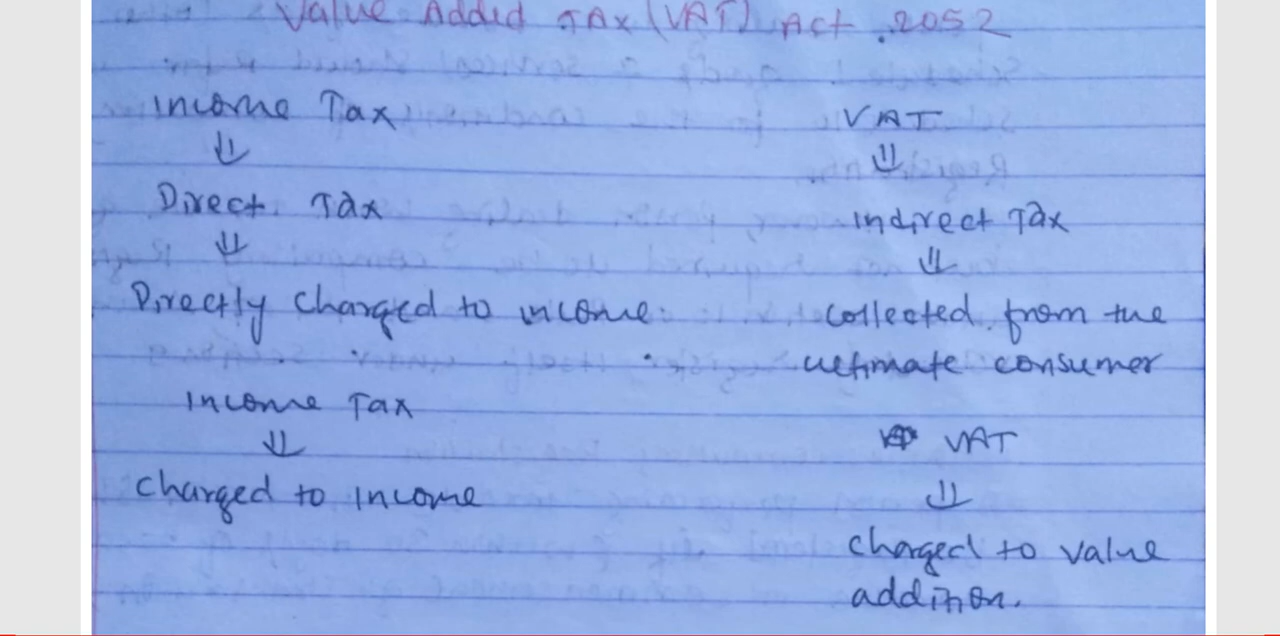 Value Added Tax (VAT) Act . 2052
Income Tax
VAT
⇓
⇓
Direct Tax
Indirect Tax
⇓
⇓
Directly charged to income
collected from the
ultimate consumer
Income Tax
⇓
VAT
charged to Income
⇓
charged to value
addition.